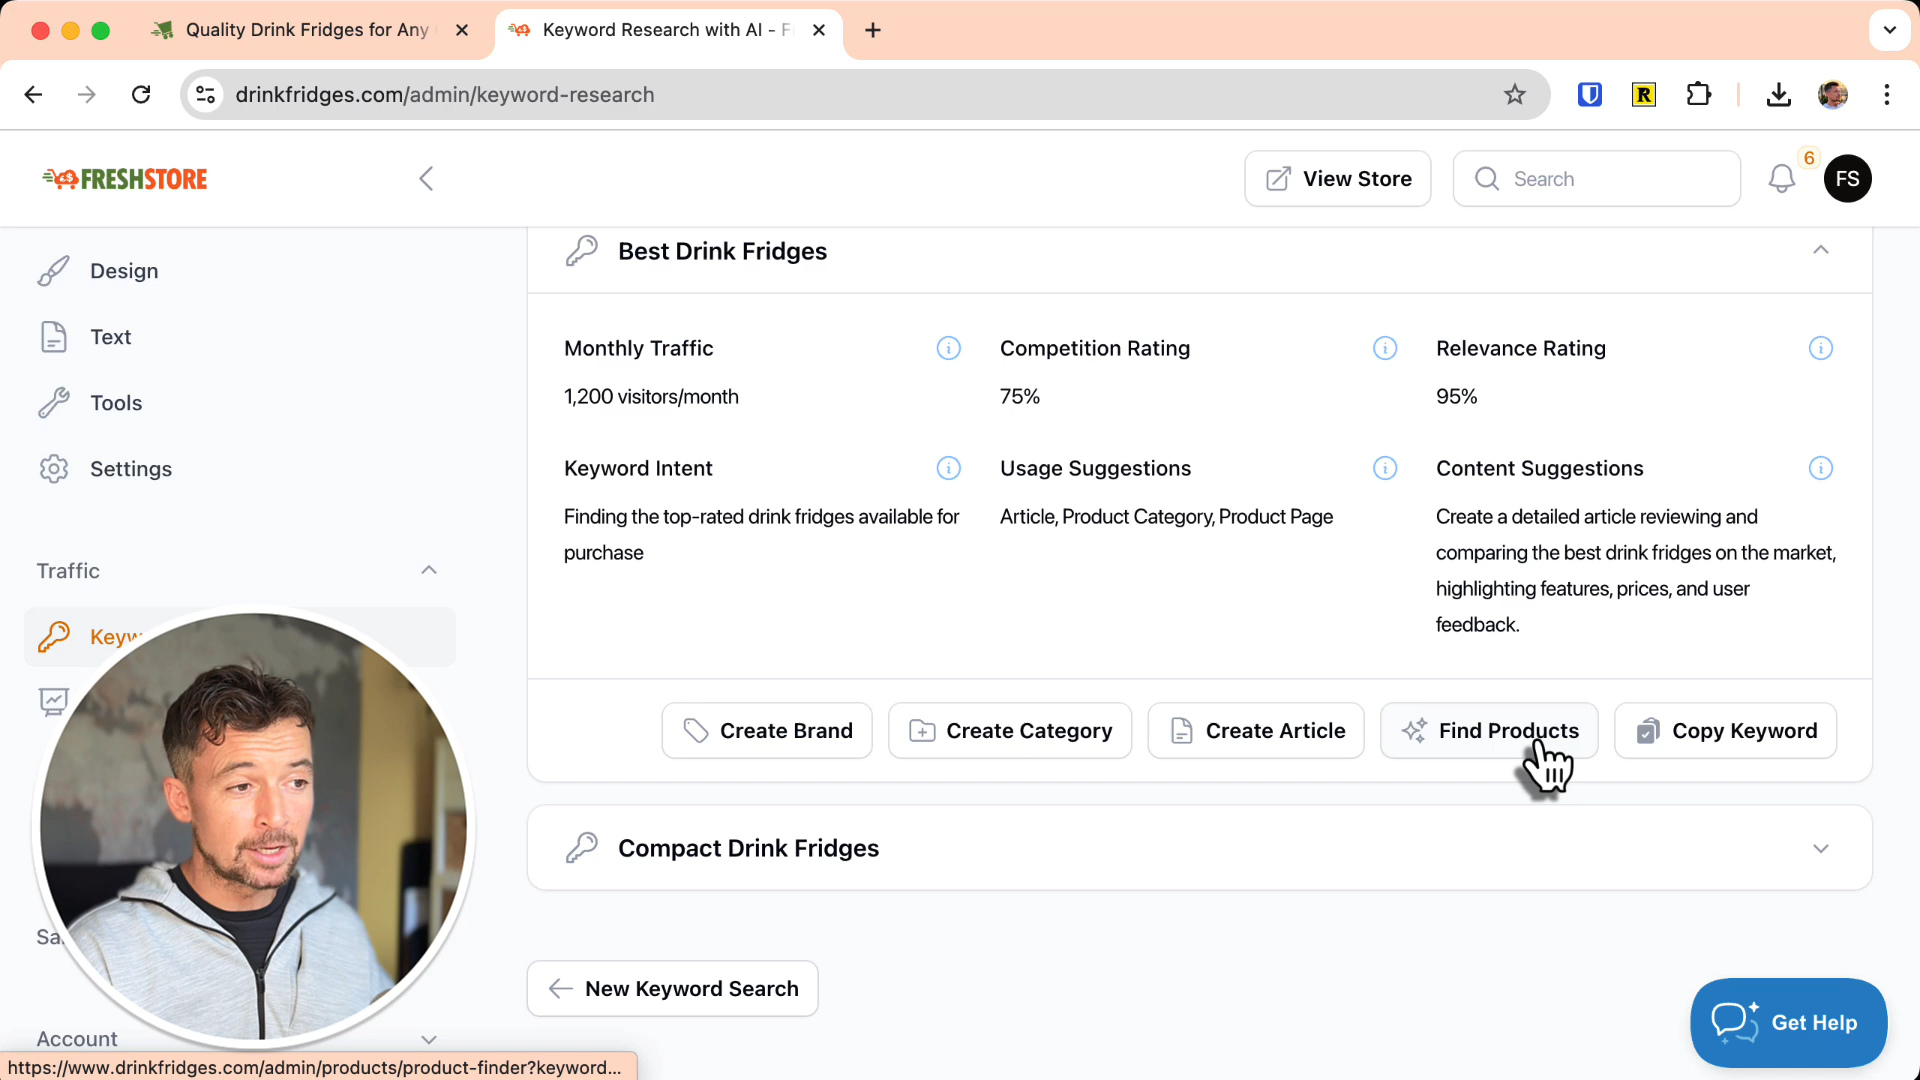 Quality Drink Fridges for Any
Keyword Research with AI - F
drinkfridges.com/admin/keyword-research
R
FRESHSTORE
View Store
Search
6
FS
Design
Text
Tools
Settings
Traffic
Keyw
Sa
Account
Best Drink Fridges
Monthly Traffic
1,200 visitors/month
Competition Rating
75%
Relevance Rating
95%
Keyword Intent
Finding the top-rated drink fridges available for
purchase
Usage Suggestions
Article, Product Category, Product Page
Content Suggestions
Create a detailed article reviewing and
comparing the best drink fridges on the market,
highlighting features, prices, and user
feedback.
Create Brand
Create Category
Create Article
Find Products
Copy Keyword
Compact Drink Fridges
New Keyword Search
Get Help
https://www.drinkfridges.com/admin/products/product-finder?keyword...